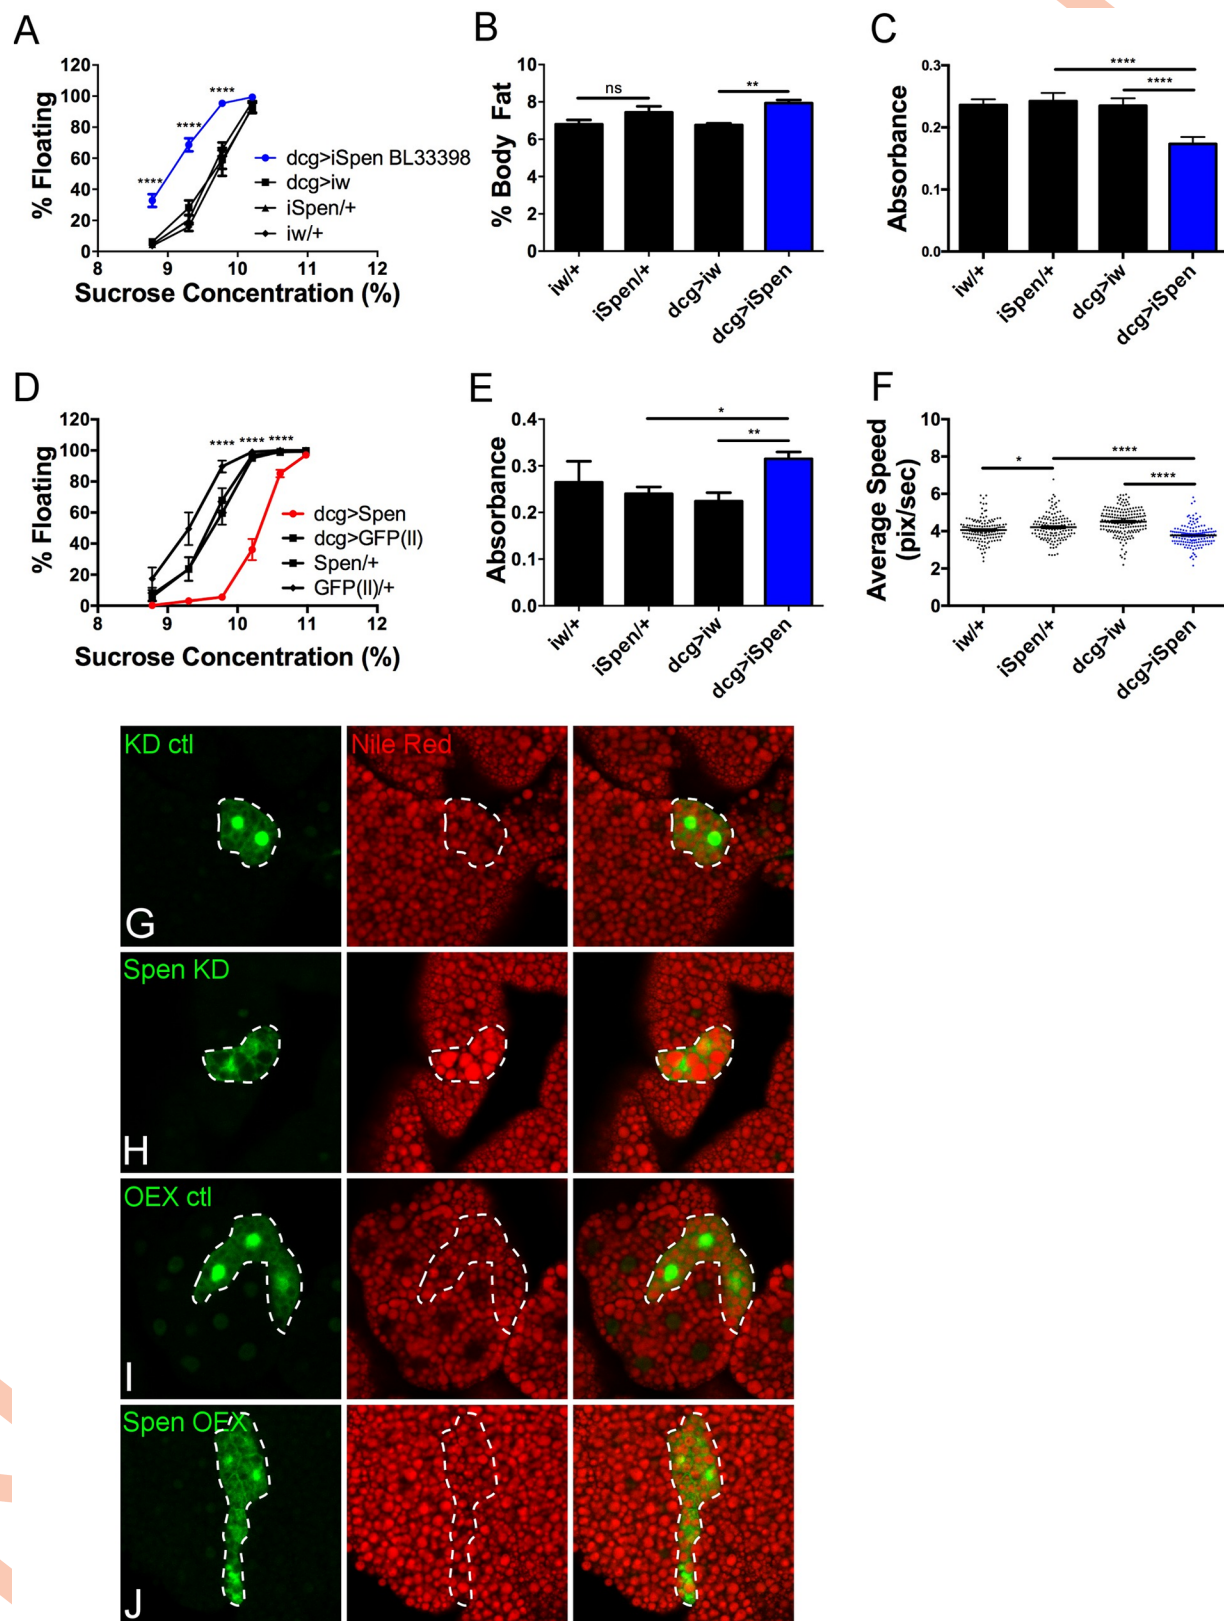 A
120
100
80
60
40
20
0
% Floating
****
****
****
dcg>iSpen BL33398
dcg>iw
iSpen/+
iw/+
8
9
10
11
12
Sucrose Concentration (%)
B
10
8
6
4
2
0
% Body Fat
ns
**
iw/+
iSpen/+
dcg>iw
dcg>iSpen
C
0.3
0.2
0.1
0.0
Absorbance
****
****
iw/+
iSpen/+
dcg>iw
dcg>iSpen
D
120
100
80
60
40
20
0
% Floating
**** **** ****
dcg>Spen
dcg>GFP(II)
Spen/+
GFP(II)/+
8
9
10
11
12
Sucrose Concentration (%)
E
0.4
0.3
0.2
0.1
0.0
Absorbance
*
**
iw/+
iSpen/+
dcg>iw
dcg>iSpen
F
10
8
6
4
2
0
Average Speed
(pix/sec)
*
****
****
iw/+
iSpen/+
dcg>iw
dcg>iSpen
KD ctl
Nile Red
G
Spen KD
H
OEX ctl
I
Spen OEX
J